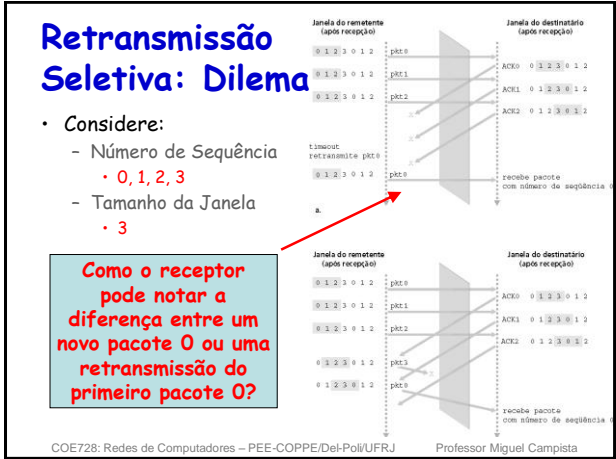 Retransmissão
Seletiva: Dilema
• Considere:
– Número de Sequência
• 0, 1, 2, 3
– Tamanho da Janela
• 3
Como o receptor
pode notar a
diferença entre um
novo pacote 0 ou uma
retransmissão do
primeiro pacote 0?
Janela do remetente
(após recepção)
Janela do destinatário
(após recepção)
0 1 2 3 0 1 2 pkt0
0 1 2 3 0 1 2 pkt1
0 1 2 3 0 1 2 pkt2
ACK0 0 1 2 3 0 1 2
ACK1 0 1 2 3 0 1 2
ACK2 0 1 2 3 0 1 2
x
x
x
timeout
retransmite pkt0
0 1 2 3 0 1 2 pkt0
recebe pacote
com número de seqüência 0
a.
Janela do remetente
(após recepção)
Janela do destinatário
(após recepção)
0 1 2 3 0 1 2 pkt0
0 1 2 3 0 1 2 pkt1
0 1 2 3 0 1 2 pkt2
ACK0 0 1 2 3 0 1 2
ACK1 0 1 2 3 0 1 2
ACK2 0 1 2 3 0 1 2
0 1 2 3 0 1 2 pkt3
x
0 1 2 3 0 1 2 pkt0
recebe pacote
com número de seqüência 0
COE728: Redes de Computadores – PEE-COPPE/Del-Poli/UFRJ Professor Miguel Campista